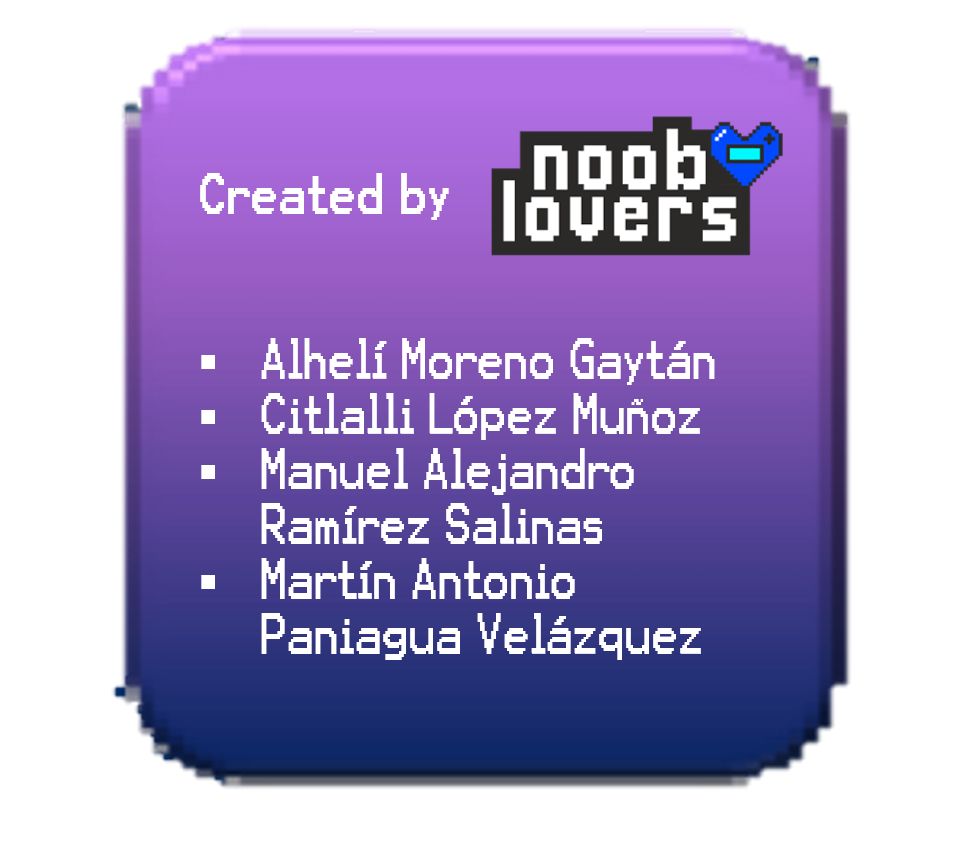 Created by
noob
lovers
▪ Alhelí Moreno Gaytán
▪ Citlalli López Muñoz
▪ Manuel Alejandro
Ramírez Salinas
▪ Martín Antonio
Paniagua Velázquez